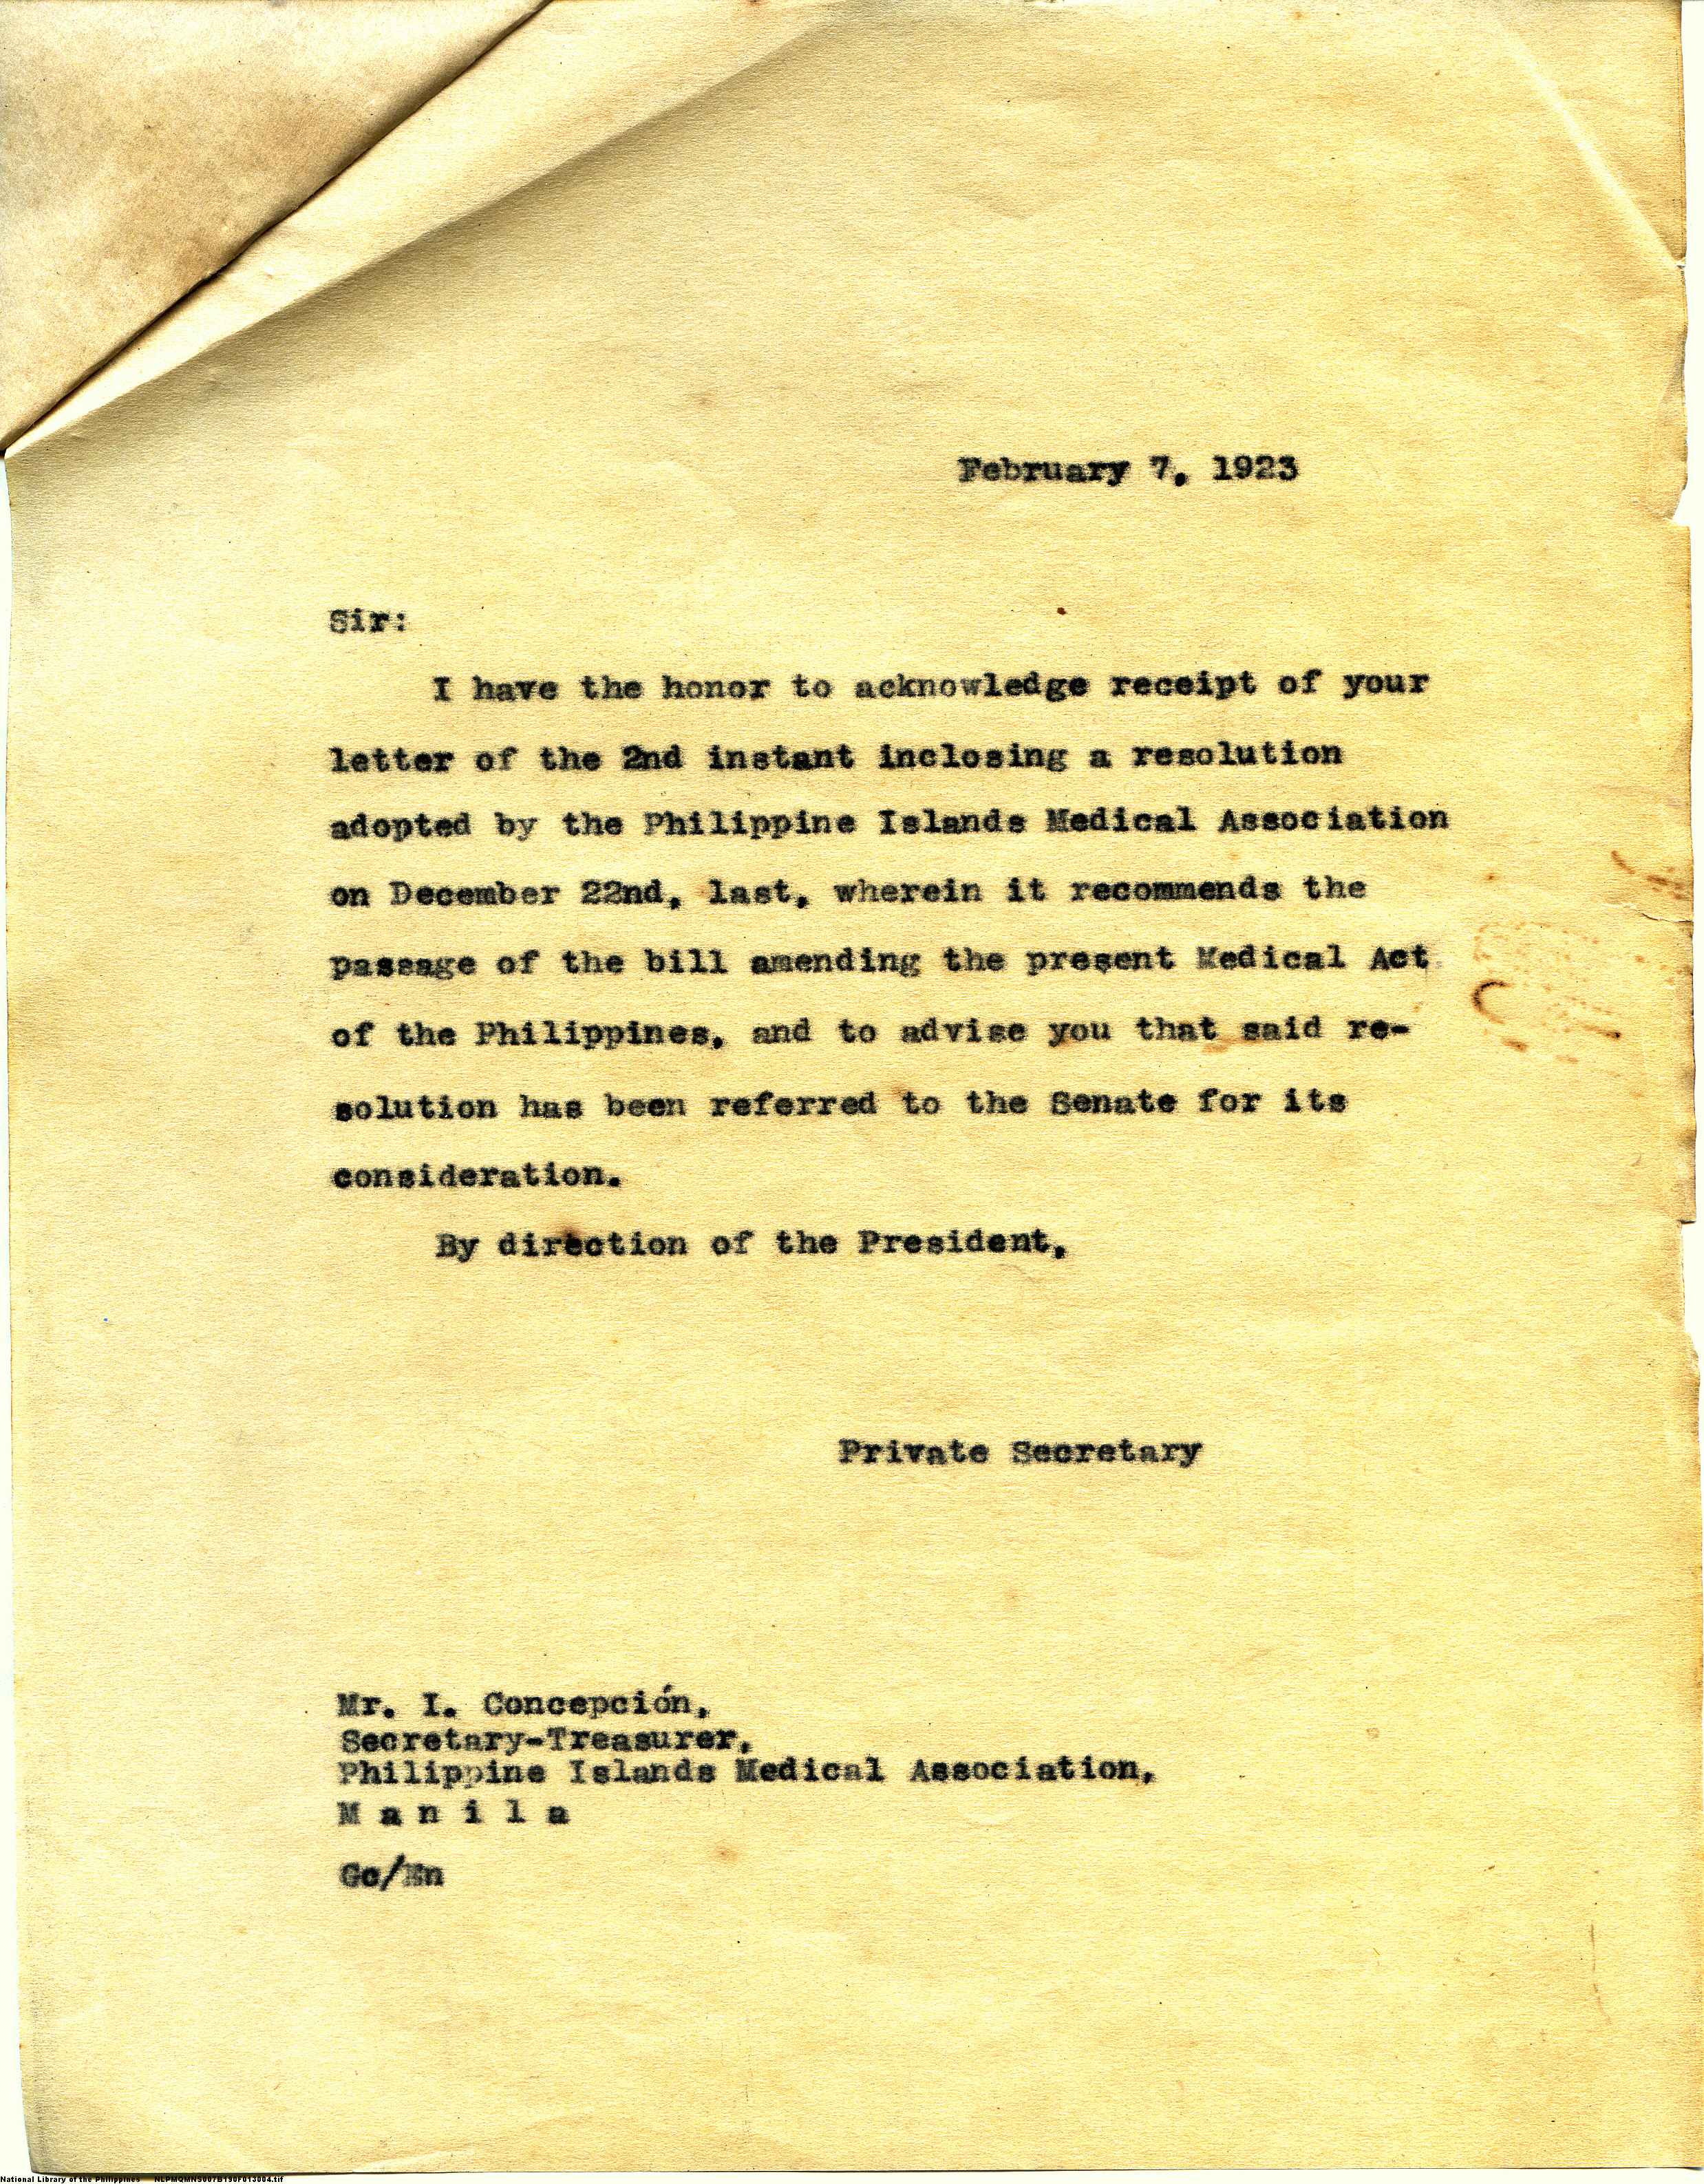 February 7, 1923
Sir:
I have the honor to acknowledge receipt of your
letter of the 2nd instant inclosing a resolution
adopted by the Philippine Islands Medical Association
on December 22nd, last, wherein it recommends the
passage of the bill amending the present Medical Act
of the Philippines, and to advise you that said re-
solution has been referred to the Senate for its
consideration.
By direction of the President,
Private Secretary
Mr. I. Concepción,
Secretary-Treasurer,
Philippine Islands Medical Association,
M a n i l a
National Library of the Philippines